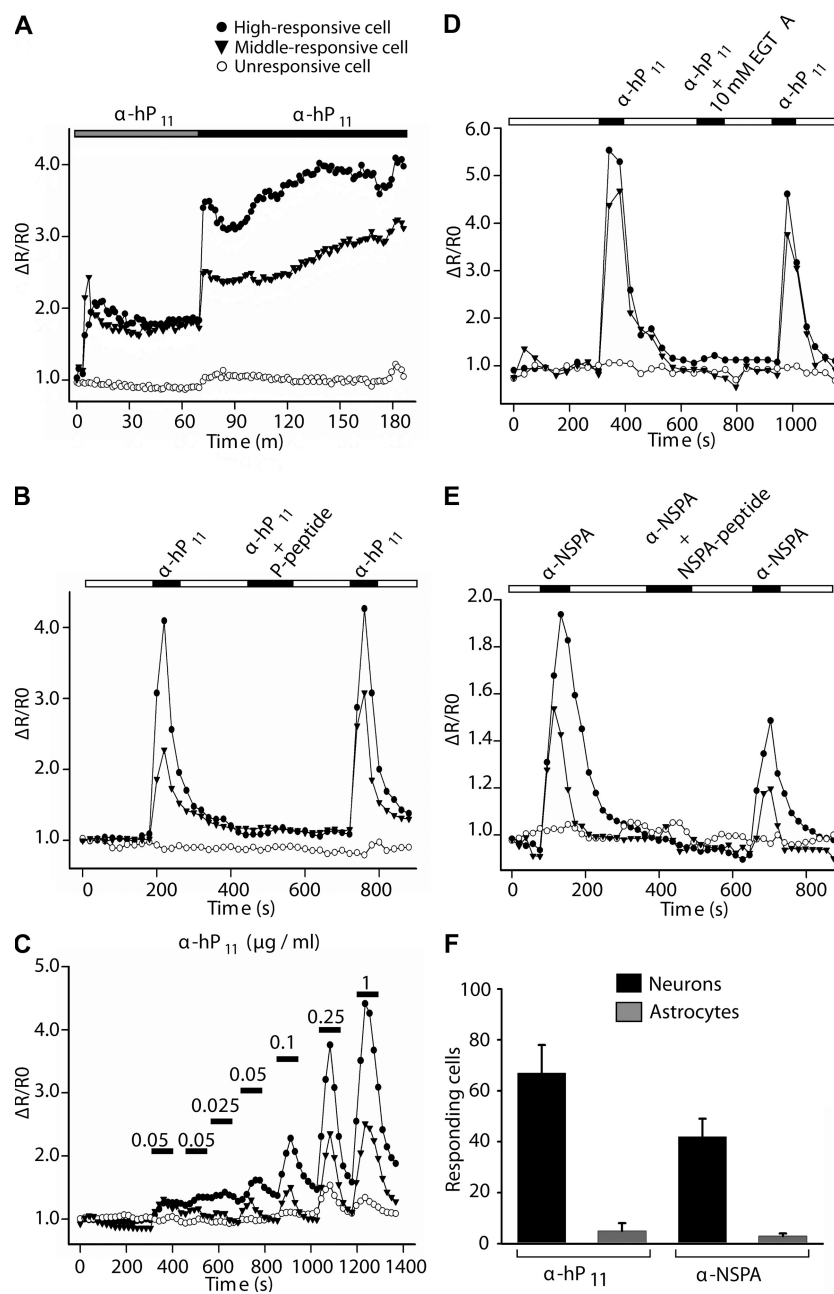 A
High-responsive cell
Middle-responsive cell
Unresponsive cell
α-hP 11
α-hP 11
4.0
3.0
2.0
1.0
ΔR/R0
0 30 60 90 120 150 180
Time (m)
B
α-hP 11
α-hP 11
+
P-peptide
α-hP 11
4.0
3.0
2.0
1.0
ΔR/R0
0 200 400 600 800
Time (s)
C
α-hP 11 (μg / ml)
5.0
4.0
3.0
2.0
1.0
ΔR/R0
0.05
0.05
0.025
0.05
0.1
0.25
1
0 200 400 600 800 1000 1200 1400
Time (s)
D
α-hP 11
α-hP 11
+
10 mM EGT A
α-hP 11
6.0
5.0
4.0
3.0
2.0
1.0
ΔR/R0
0 200 400 600 800 1000
Time (s)
E
α-NSPA
α-NSPA
+
NSPA-peptide
α-NSPA
2.0
1.8
1.6
1.4
1.2
1.0
ΔR/R0
0 200 400 600 800
Time (s)
F
Neurons
Astrocytes
100
80
60
40
20
0
Responding cells
α-hP 11
α-NSPA